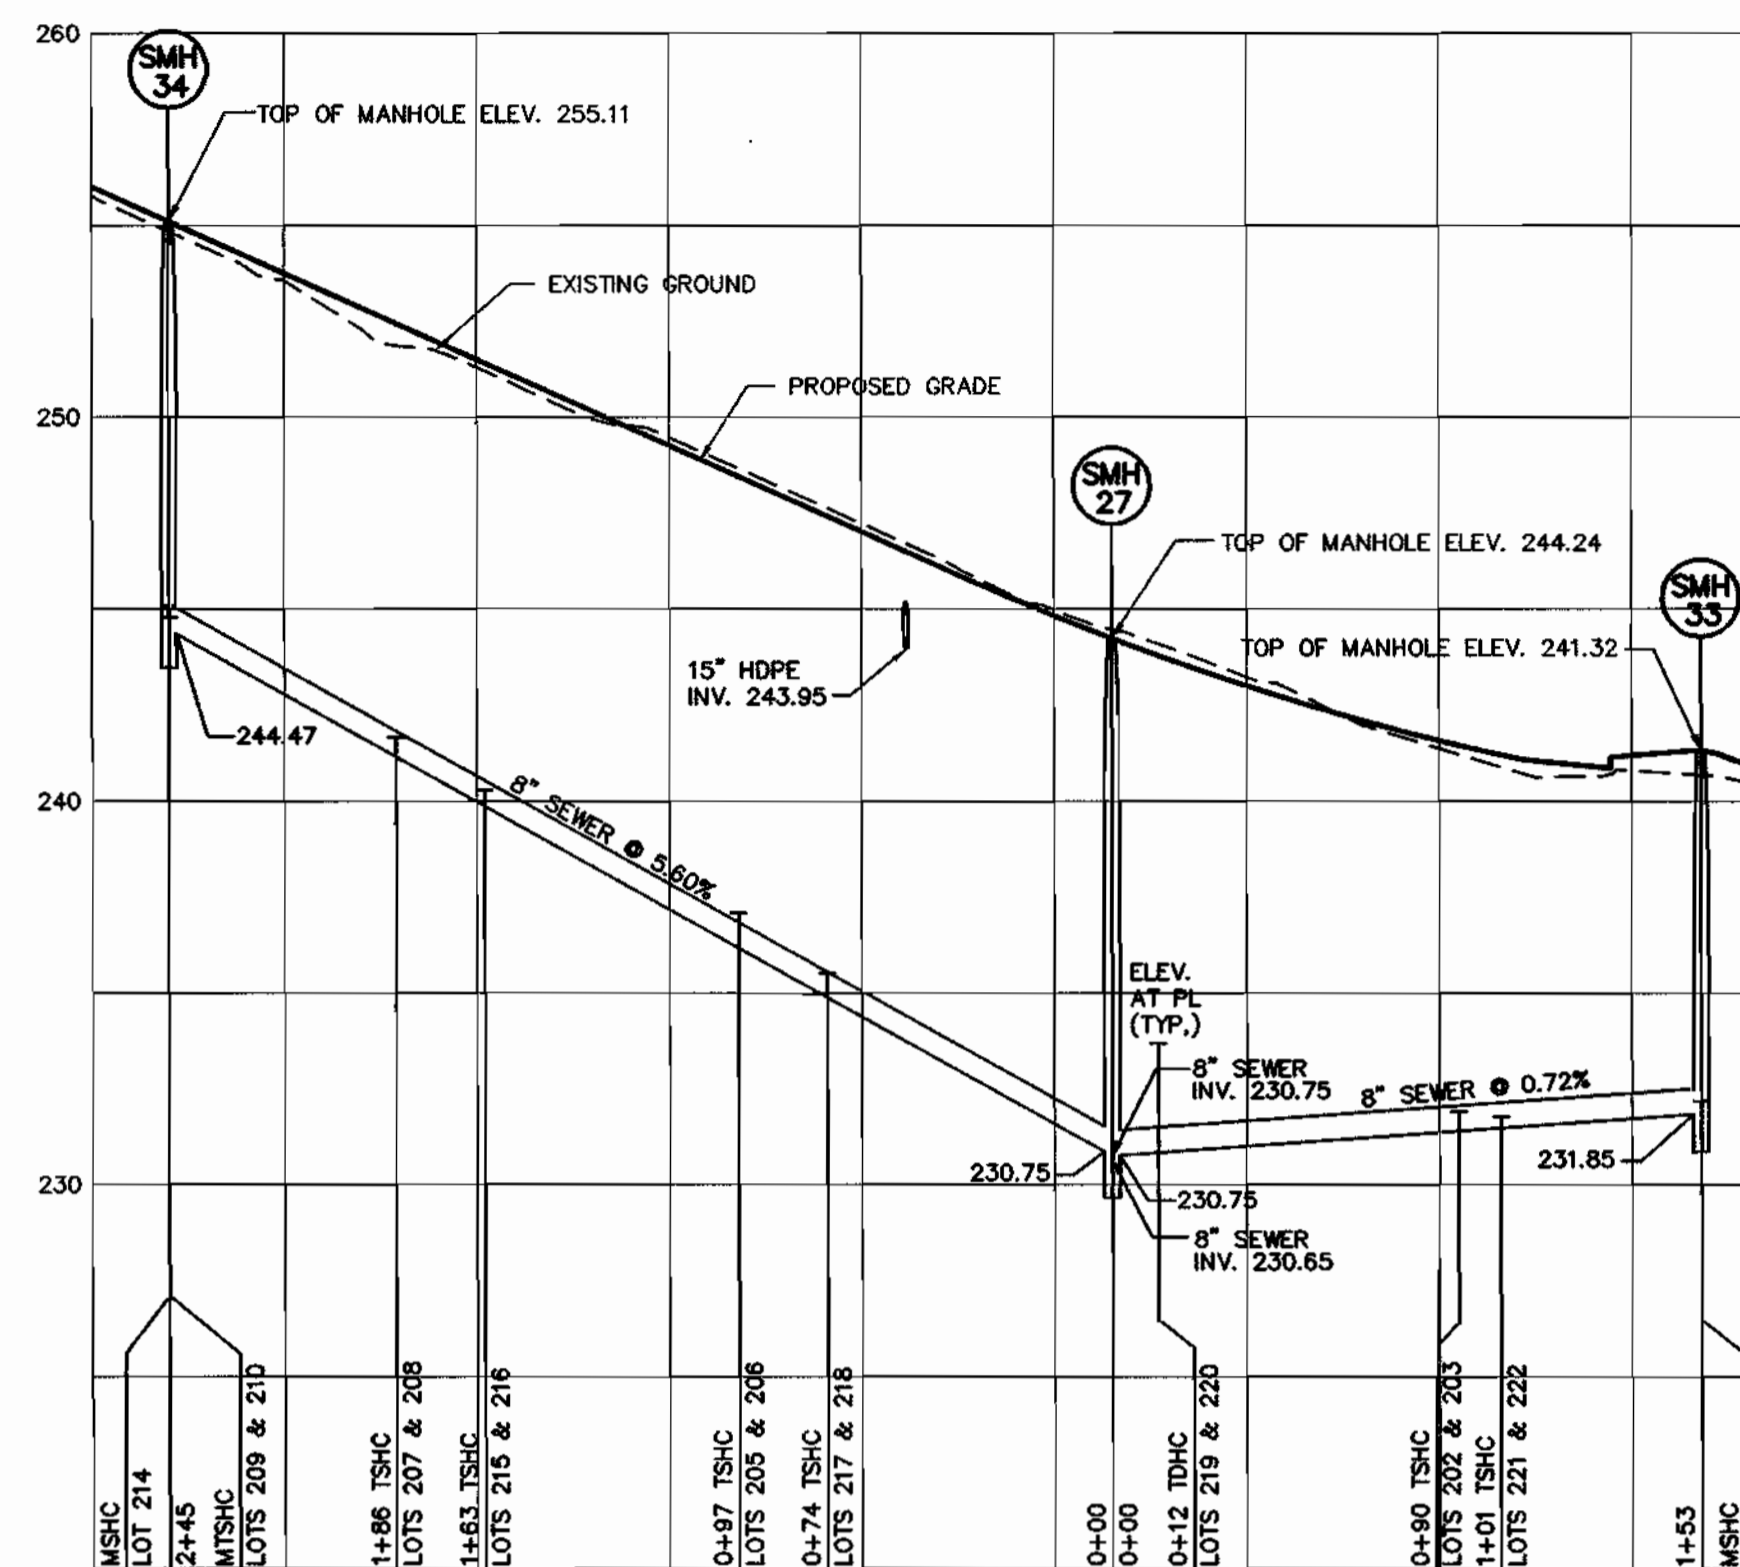 260
SMH
34
TOP OF MANHOLE ELEV. 255.11
EXISTING GROUND
PROPOSED GRADE
250
SMH
27
TOP OF MANHOLE ELEV. 244.24
SMH
33
TOP OF MANHOLE ELEV. 241.32
15" HDPE
INV. 243.95
244.47
240
8" SEWER @ 5.60%
ELEV.
AT PL
(TYP.)
8" SEWER
INV. 230.75
8" SEWER @ 0.72%
230.75
231.85
230
230.75
8" SEWER
INV. 230.65
MSHC
LOT 214
2+45
MTSHC
LOTS 209 & 210
1+86 TSHC
LOTS 207 & 208
1+63 TSHC
LOTS 215 & 216
0+97 TSHC
LOTS 205 & 206
0+74 TSHC
LOTS 217 & 218
0+00
0+00
0+12 TDHC
LOTS 219 & 220
0+90 TSHC
LOTS 202 & 203
1+01 TSHC
LOTS 221 & 222
1+53
MSHC